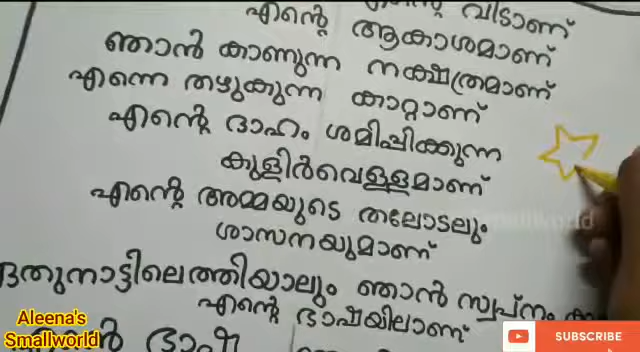 വീടാണ്
എന്റെ ആകാശമാണ്
ഞാൻ കാണുന്ന നക്ഷത്രമാണ്
എന്നെ തഴുകുന്ന കാറ്റാണ്
എന്റെ ദാഹം ശമിപ്പിക്കുന്ന
കുളിർവെള്ളമാണ്
എന്റെ അമ്മയുടെ തലോടലും
ശാസനയുമാണ്
ഏതുനാട്ടിലെത്തിയാലും ഞാൻ സ്വപ്നം
എന്റെ ഭാഷയിലാണ്
ഭാഷ
Aleena's
Smallworld
SUBSCRIBE